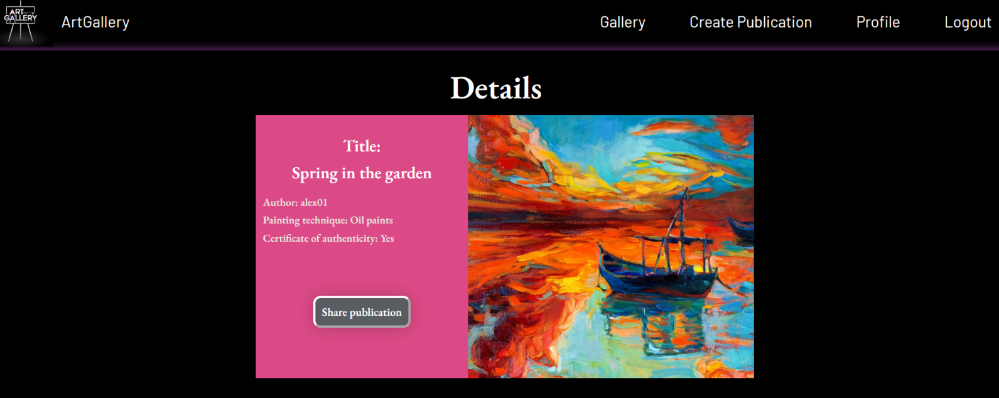 ART
GALLERY
ArtGallery
Gallery
Create Publication
Profile
Logout
Details
Title:
Spring in the garden
Author: alex01
Painting technique: Oil paints
Certificate of authenticity: Yes
Share publication